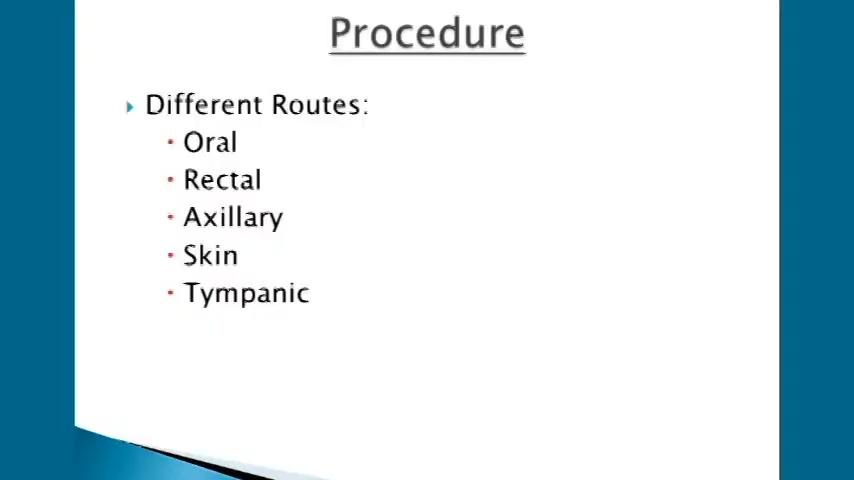 Procedure
Different Routes:
Oral
Rectal
Axillary
Skin
Tympanic